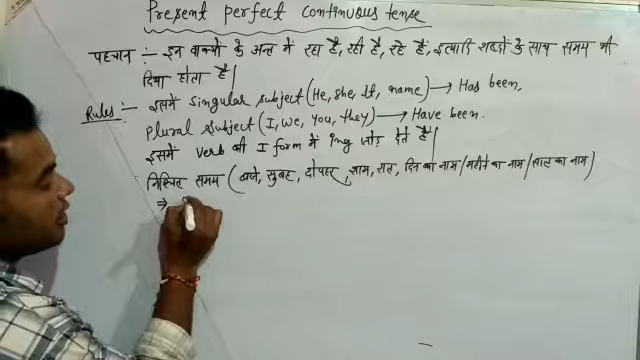 Present perfect continuous tense
पहचान :- इन वाक्यो के अन्त में रहा है, रही है, रहे है, इत्यादि शब्दों के साथ समय भी
दिया होता है|
Rules :- इसमें singular subject (He, she, It, name) → Has been,
Plural subject (I, we, you, they) → Have been.
इसमें verb की I form में ing जोड़ देते है|
निश्चित समय (बजे, सुबह, दोपहर, शाम, रात, दिन का नाम/महीने का नाम/साल का नाम)
⇒